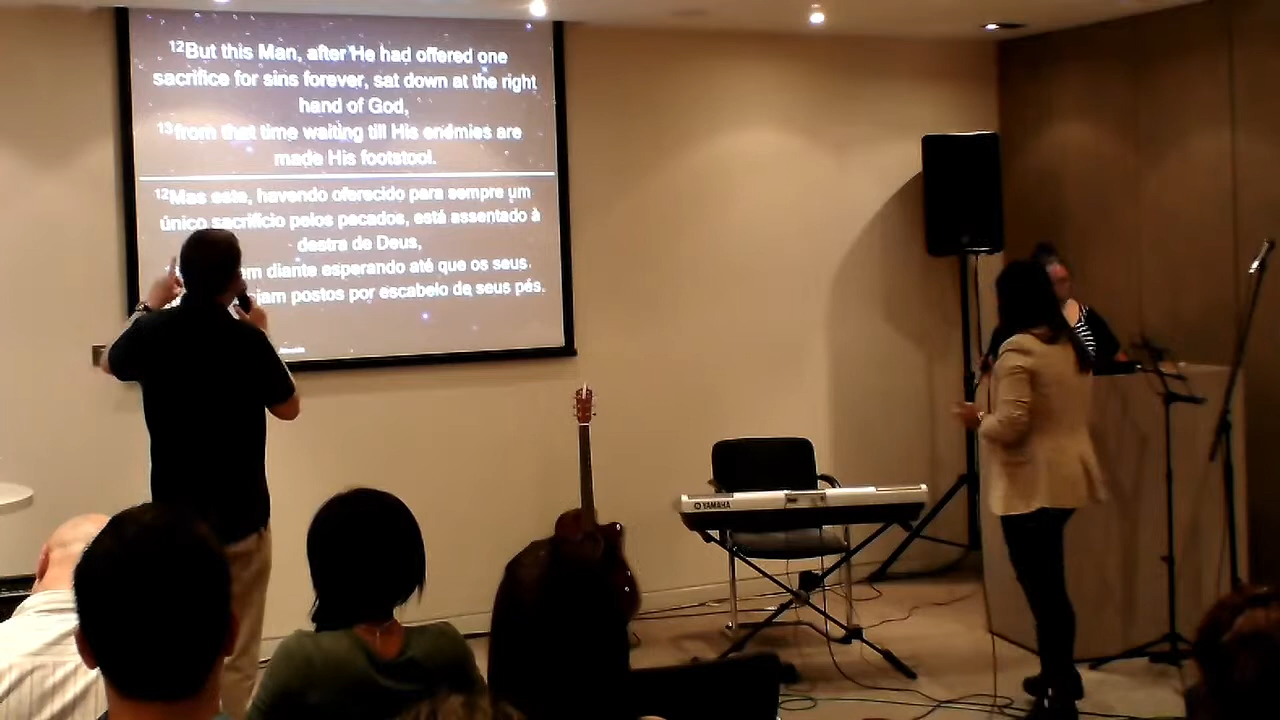 ¹²But this Man, after He had offered one
sacrifice for sins forever, sat down at the right
hand of God,
¹³from that time waiting till His enemies are
made His footstool.
¹²Mas este, havendo oferecido para sempre um
único sacrifício pelos pecados, está assentado à
destra de Deus,
diante esperando até que os seus
postos por escabelo de seus pés.
YAMAHA